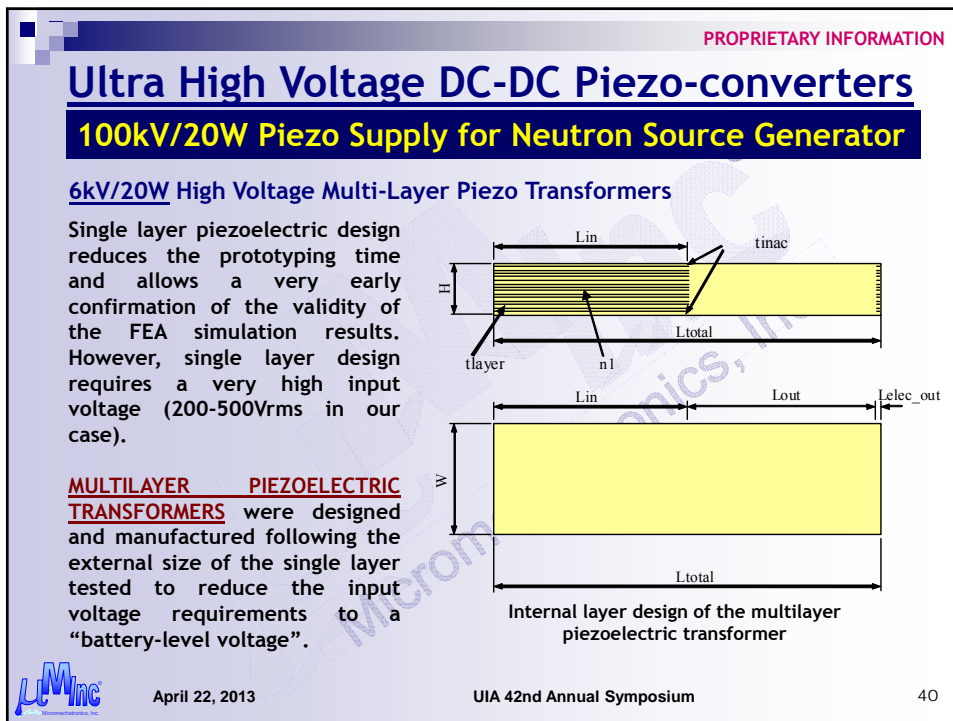 PROPRIETARY INFORMATION
Ultra High Voltage DC-DC Piezo-converters
100kV/20W Piezo Supply for Neutron Source Generator
6kV/20W High Voltage Multi-Layer Piezo Transformers
Single layer piezoelectric design
reduces the prototyping time
and allows a very early
confirmation of the validity of
the FEA simulation results.
However, single layer design
requires a very high input
voltage (200-500Vrms in our
case).
MULTILAYER PIEZOELECTRIC
TRANSFORMERS were designed
and manufactured following the
external size of the single layer
tested to reduce the input
voltage requirements to a
“battery-level voltage”.
Lin
tinac
H
Ltotal
tlayer
n1
Lin
Lout
Lelec_out
W
Ltotal
Internal layer design of the multilayer
piezoelectric transformer
μMInc
Micromechatronics, Inc.
April 22, 2013
UIA 42nd Annual Symposium
40